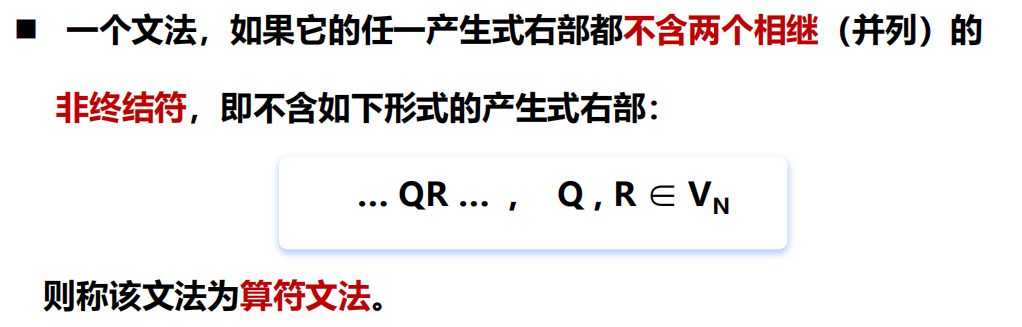 ■ 一个文法，如果它的任一产生式右部都不含两个相继（并列）的
非终结符，即不含如下形式的产生式右部：
… QR … ， Q , R ∈ VN
则称该文法为算符文法。